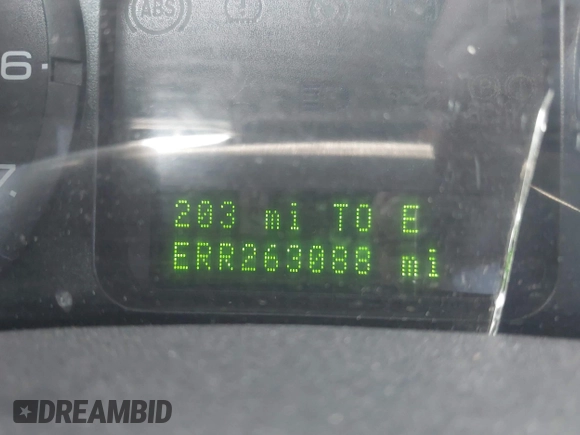 ABS
6
7
203 mi TO E
ERR263088 mi
DREAMBID